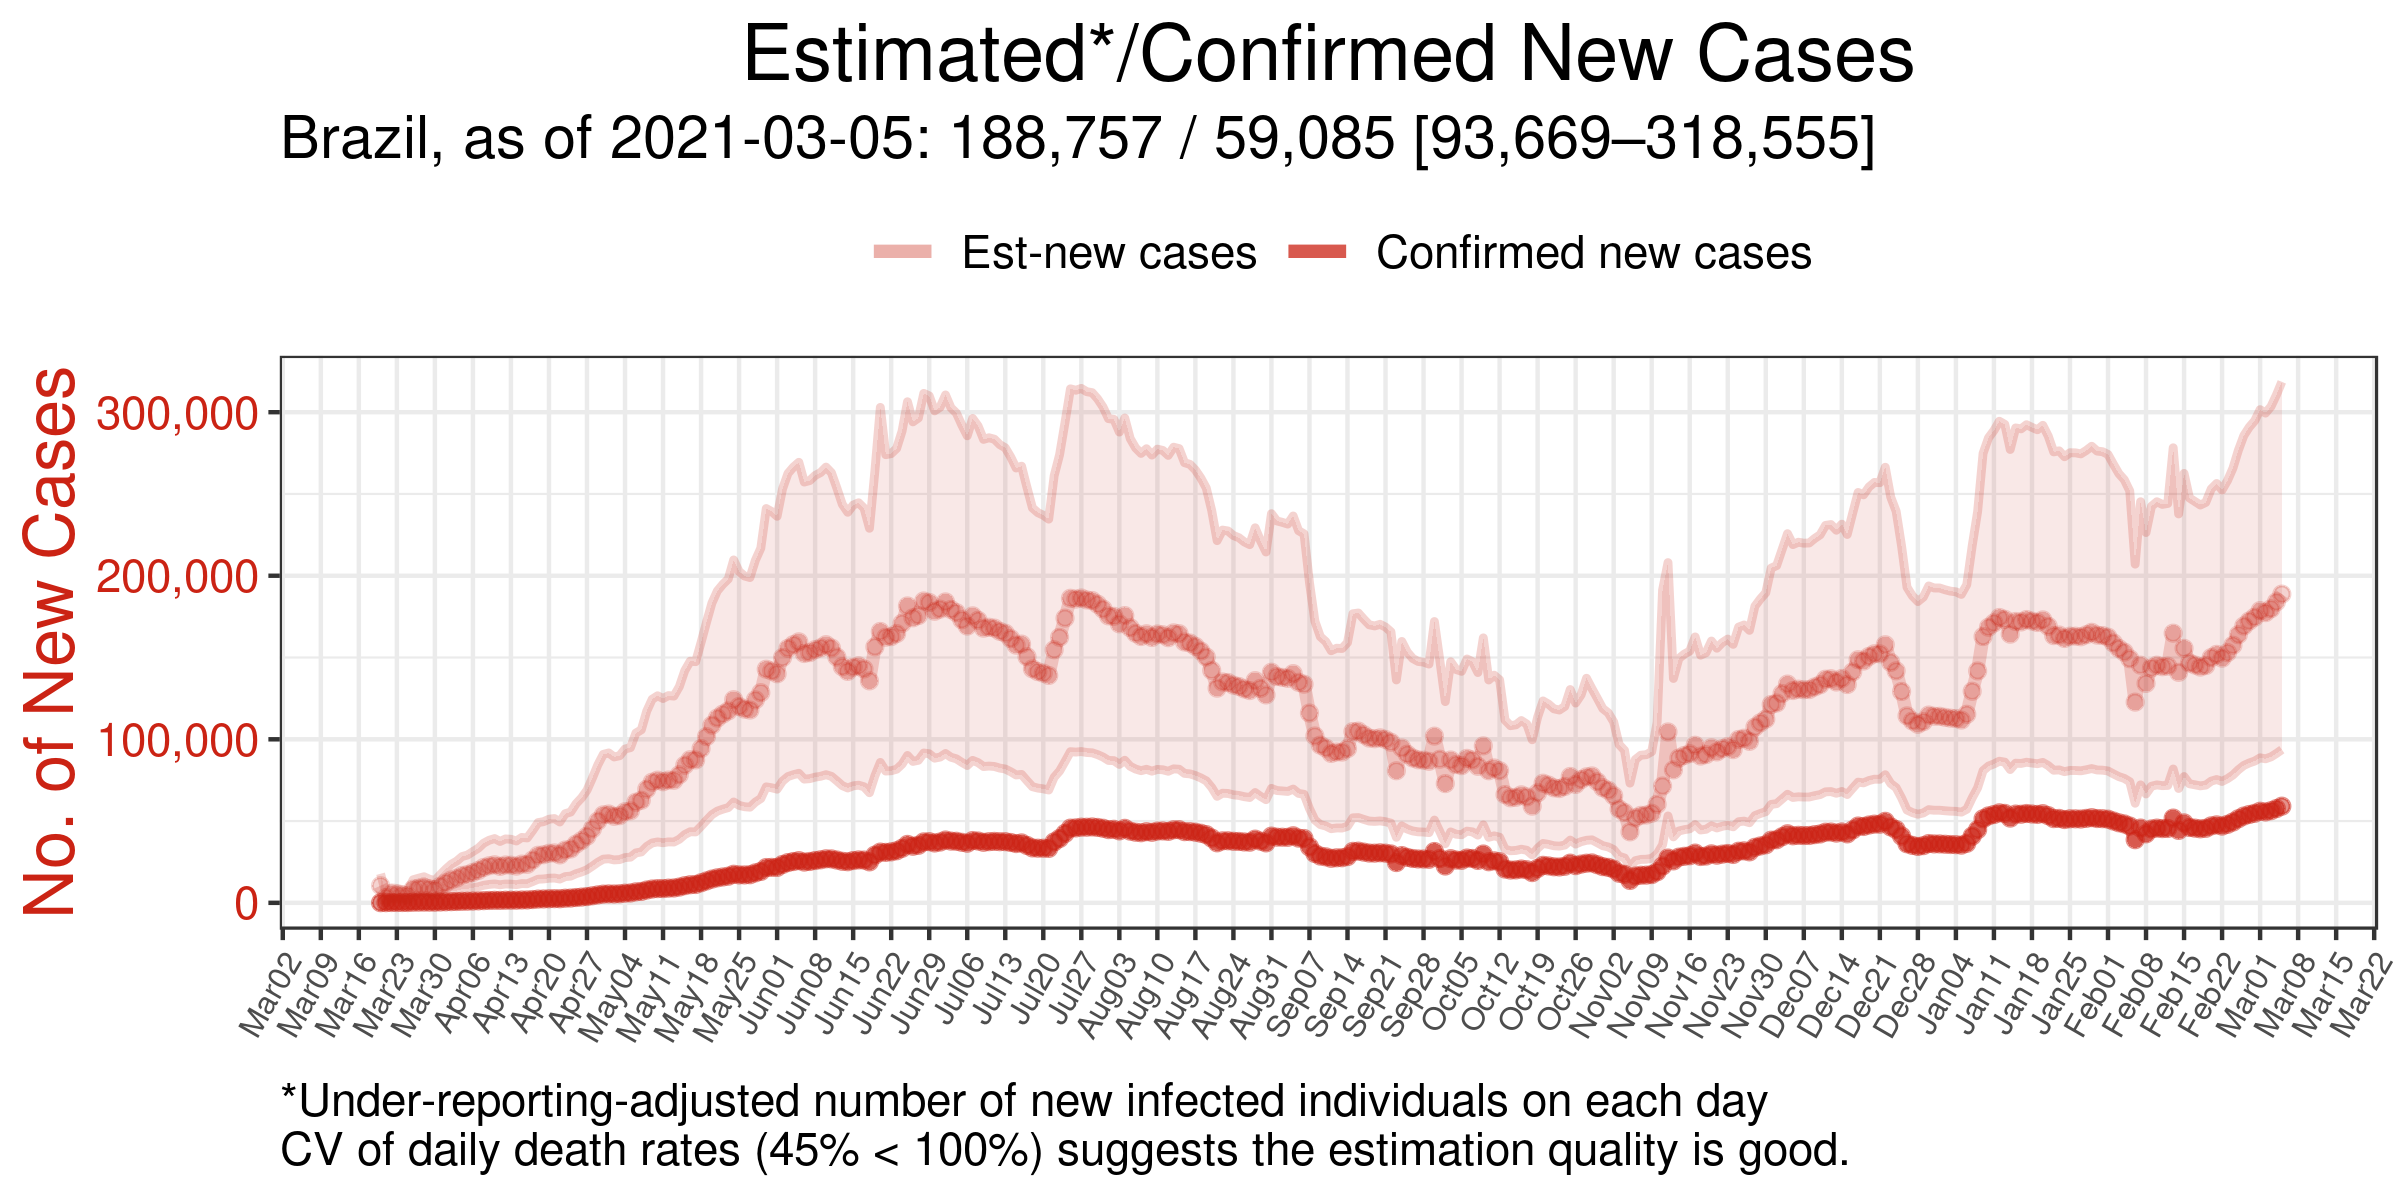 Estimated*/Confirmed New Cases
Brazil, as of 2021-03-05: 188,757 / 59,085 [93,669–318,555]
Est-new cases
Confirmed new cases
No. of New Cases
300,000
200,000
100,000
0
Mar02
Mar09
Mar16
Mar23
Mar30
Apr06
Apr13
Apr20
Apr27
May04
May11
May18
May25
Jun01
Jun08
Jun15
Jun22
Jun29
Jul06
Jul13
Jul20
Jul27
Aug03
Aug10
Aug17
Aug24
Aug31
Sep07
Sep14
Sep21
Sep28
Oct05
Oct12
Oct19
Oct26
Nov02
Nov09
Nov16
Nov23
Nov30
Dec07
Dec14
Dec21
Dec28
Jan04
Jan11
Jan18
Jan25
Feb01
Feb08
Feb15
Feb22
Mar01
Mar08
Mar15
Mar22
*Under-reporting-adjusted number of new infected individuals on each day
CV of daily death rates (45% < 100%) suggests the estimation quality is good.